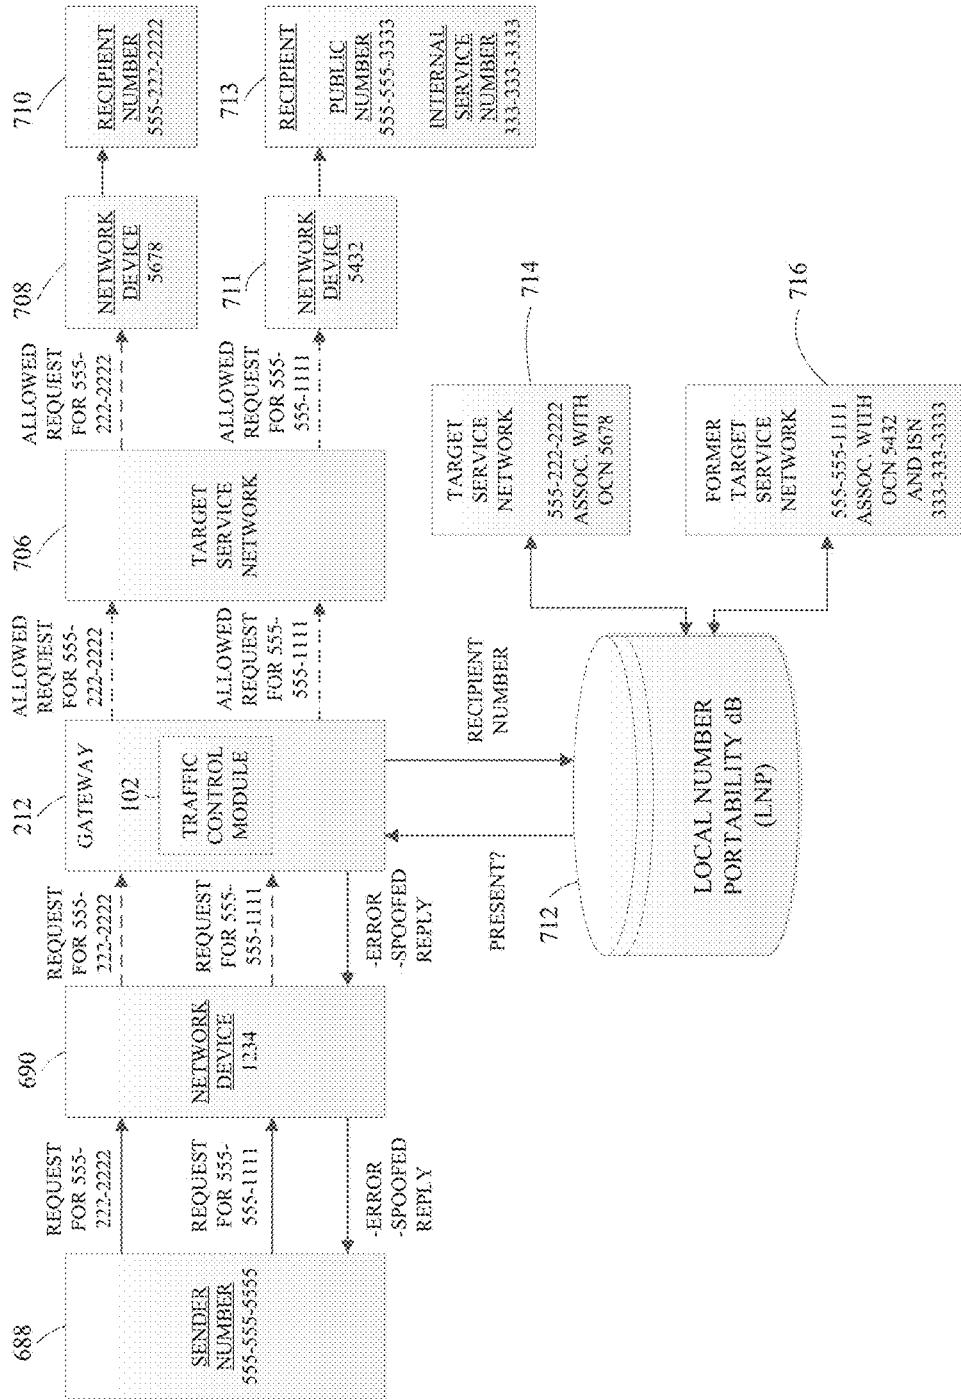 688
SENDER
NUMBER
555-555-5555
REQUEST
FOR 555-
222-2222
REQUEST
FOR 555-
555-1111
-ERROR
-SPOOFED
REPLY
690
NETWORK
DEVICE
1234
REQUEST
FOR 555-
222-2222
REQUEST
FOR 555-
555-1111
-ERROR
-SPOOFED
REPLY
212
GATEWAY
102
TRAFFIC
CONTROL
MODULE
ALLOWED
REQUEST
FOR 555-
222-2222
ALLOWED
REQUEST
FOR 555-
555-1111
706
TARGET
SERVICE
NETWORK
ALLOWED
REQUEST
FOR 555-
222-2222
ALLOWED
REQUEST
FOR 555-
555-1111
708
NETWORK
DEVICE
5678
711
NETWORK
DEVICE
5432
710
RECIPIENT
NUMBER
555-222-2222
713
RECIPIENT
PUBLIC
NUMBER
555-555-3333
INTERNAL
SERVICE
NUMBER
333-333-3333
PRESENT?
RECIPIENT
NUMBER
712
LOCAL NUMBER
PORTABILITY dB
(LNP)
714
TARGET
SERVICE
NETWORK
555-222-2222
ASSOC. WITH
OCN 5678
716
FORMER
TARGET
SERVICE
NETWORK
555-555-1111
ASSOC. WITH
OCN 5432
AND ISN
333-333-3333